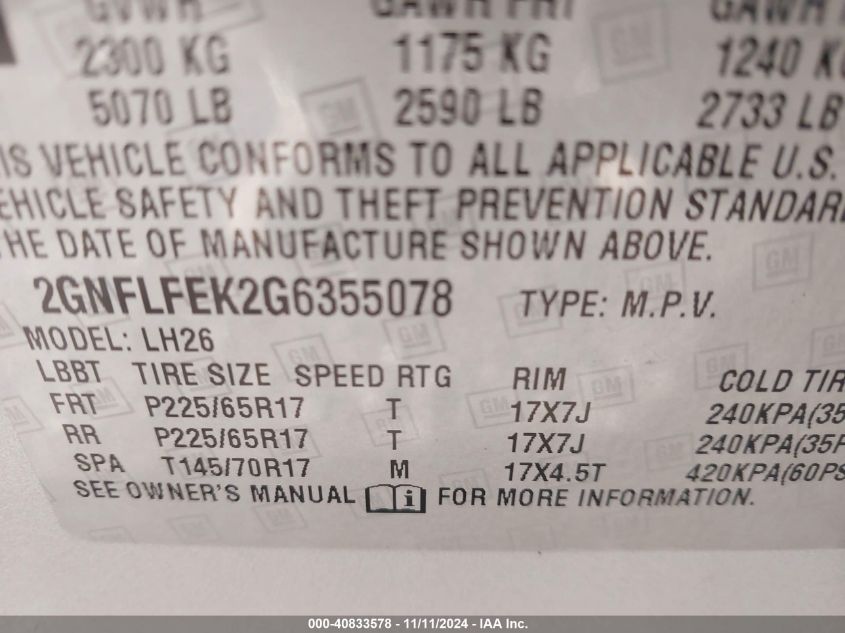 GVWR GAWR FRT GAWR
2300 KG 1175 KG 1240 KG
5070 LB 2590 LB 2733 LB
IS VEHICLE CONFORMS TO ALL APPLICABLE U.S.
EHICLE SAFETY AND THEFT PREVENTION STANDARD
HE DATE OF MANUFACTURE SHOWN ABOVE.
2GNFLFEK2G6355078 TYPE: M.P.V.
MODEL: LH26
LBBT TIRE SIZE SPEED RTG RIM COLD TIR
FRT P225/65R17 T 17X7J 240KPA(35
RR P225/65R17 T 17X7J 240KPA(35P
SPA T145/70R17 M 17X4.5T 420KPA(60PS
SEE OWNER'S MANUAL i FOR MORE INFORMATION.
000-40833578 - 11/11/2024 - IAA Inc.